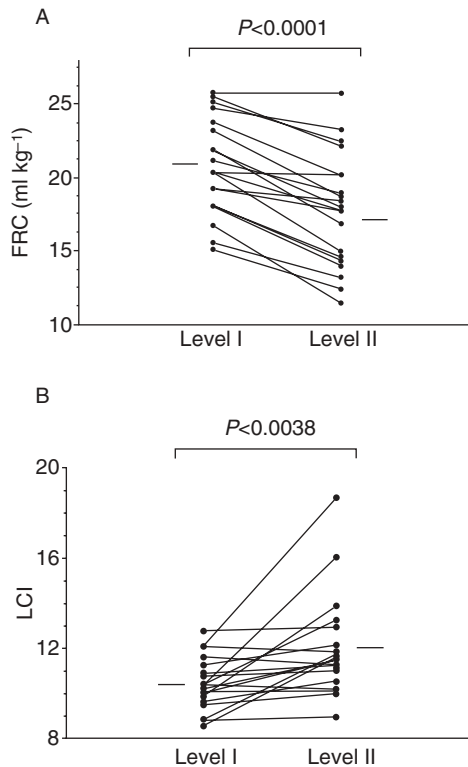 A
P<0.0001
FRC (ml kg⁻¹)
25
20
15
10
Level I
Level II
B
P<0.0038
LCI
20
16
12
8
Level I
Level II